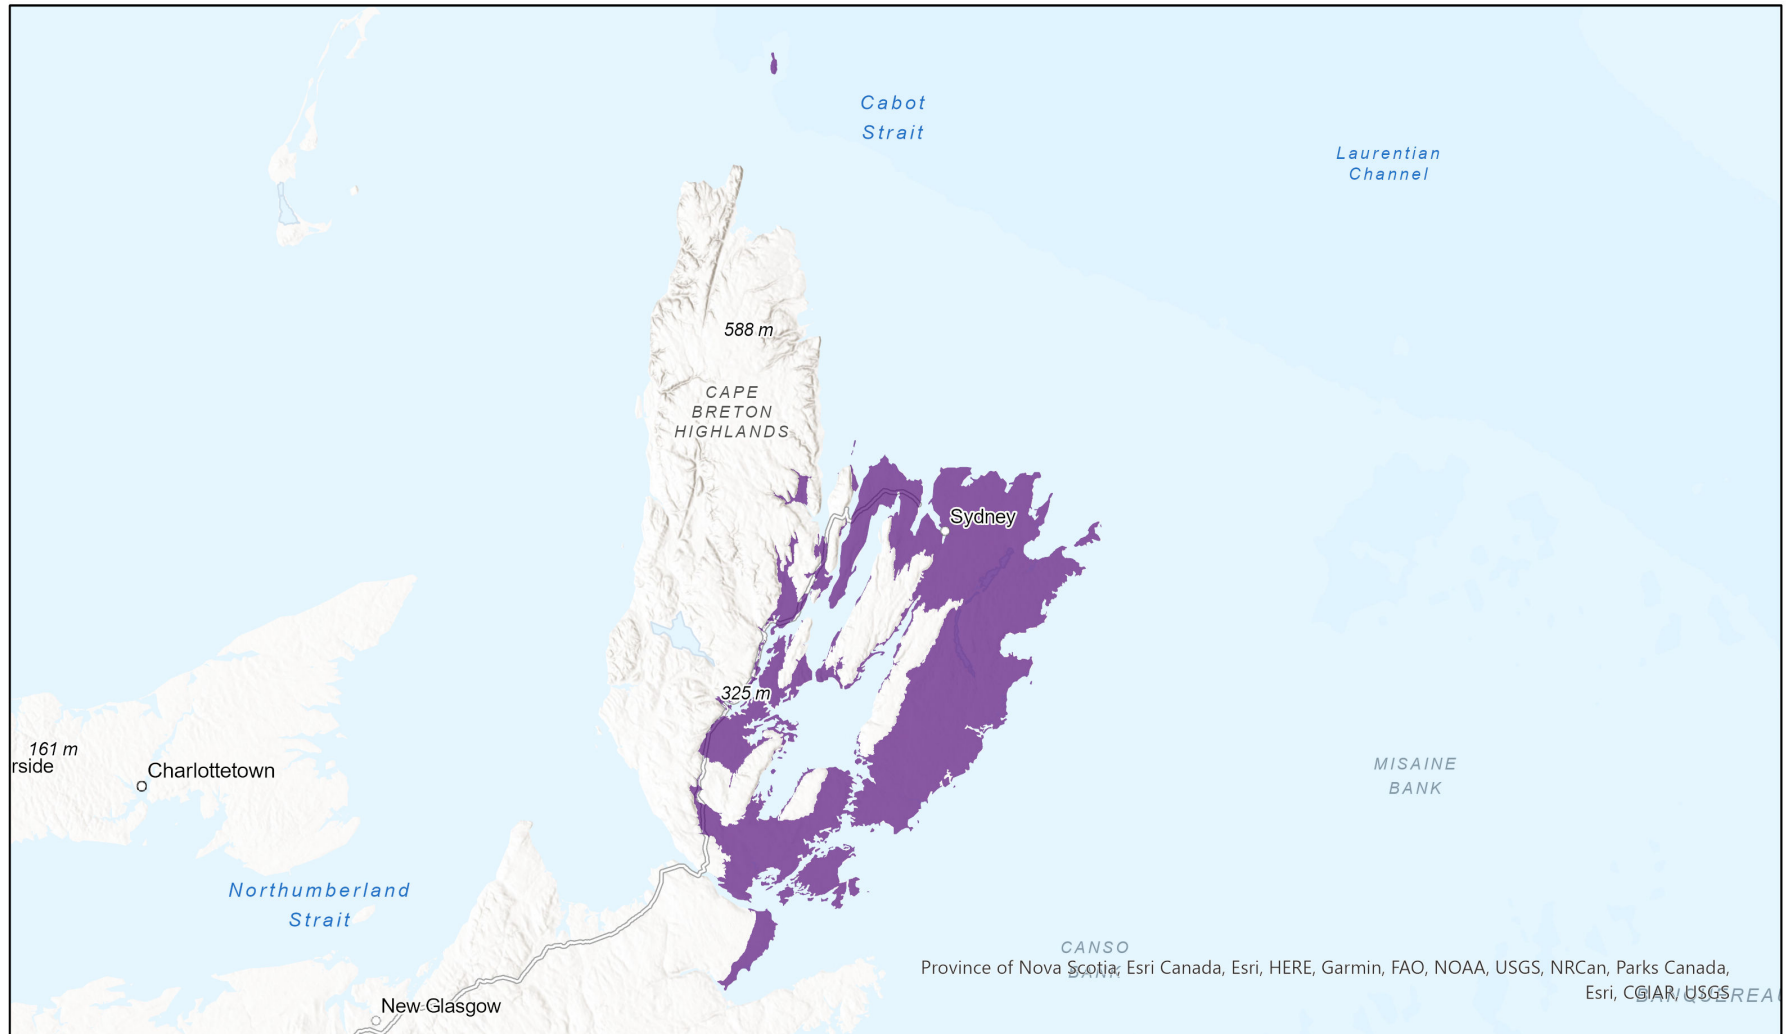 Cabot
Strait
Laurentian
Channel
588 m
CAPE
BRETON
HIGHLANDS
Sydney
325 m
161 m
rside
Charlottetown
MISAINE
BANK
Northumberland
Strait
CANSO
BANK
Province of Nova Scotia, Esri Canada, Esri, HERE, Garmin, FAO, NOAA, USGS, NRCan, Parks Canada,
Esri, CGIAR, USGS
BANQUEREAU
New Glasgow